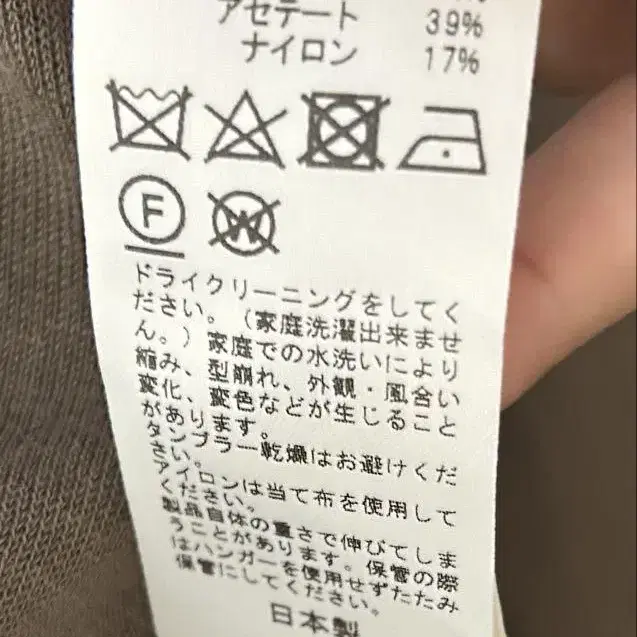 アセテート 39%
ナイロン 17%
F
W
ドライクリーニングをしてく
ださい。（家庭洗濯出来ませ
ん。）家庭での水洗いにより
縮み、型崩れ、外観・風合い
変化、変色などが生じること
があります。
タンブラー乾燥はお避けくだ
さい。
アイロンは当て布を使用して
ください。
製品自体の重さで伸びてしま
うことがあります。保管の際
はハンガーを使用せずたたみ
保管にしてください。
日本製